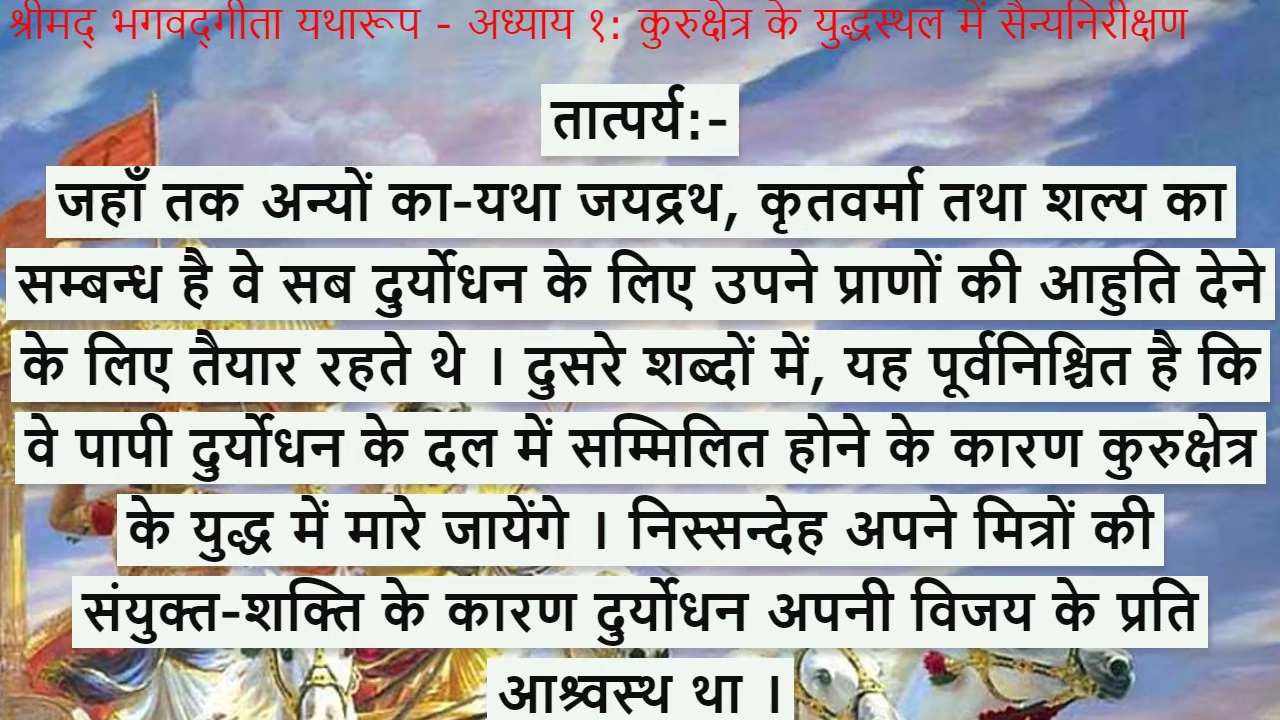 श्रीमद् भगवद्‌गीता यथारूप - अध्याय १: कुरुक्षेत्र के युद्धस्थल में सैन्यनिरीक्षण
तात्पर्य:-
जहाँ तक अन्यों का-यथा जयद्रथ, कृतवर्मा तथा शल्य का
सम्बन्ध है वे सब दुर्योधन के लिए उपने प्राणों की आहुति देने
के लिए तैयार रहते थे । दुसरे शब्दों में, यह पूर्वनिश्चित है कि
वे पापी दुर्योधन के दल में सम्मिलित होने के कारण कुरुक्षेत्र
के युद्ध में मारे जायेंगे । निस्सन्देह अपने मित्रों की
संयुक्त-शक्ति के कारण दुर्योधन अपनी विजय के प्रति
आश्र्वस्थ था ।